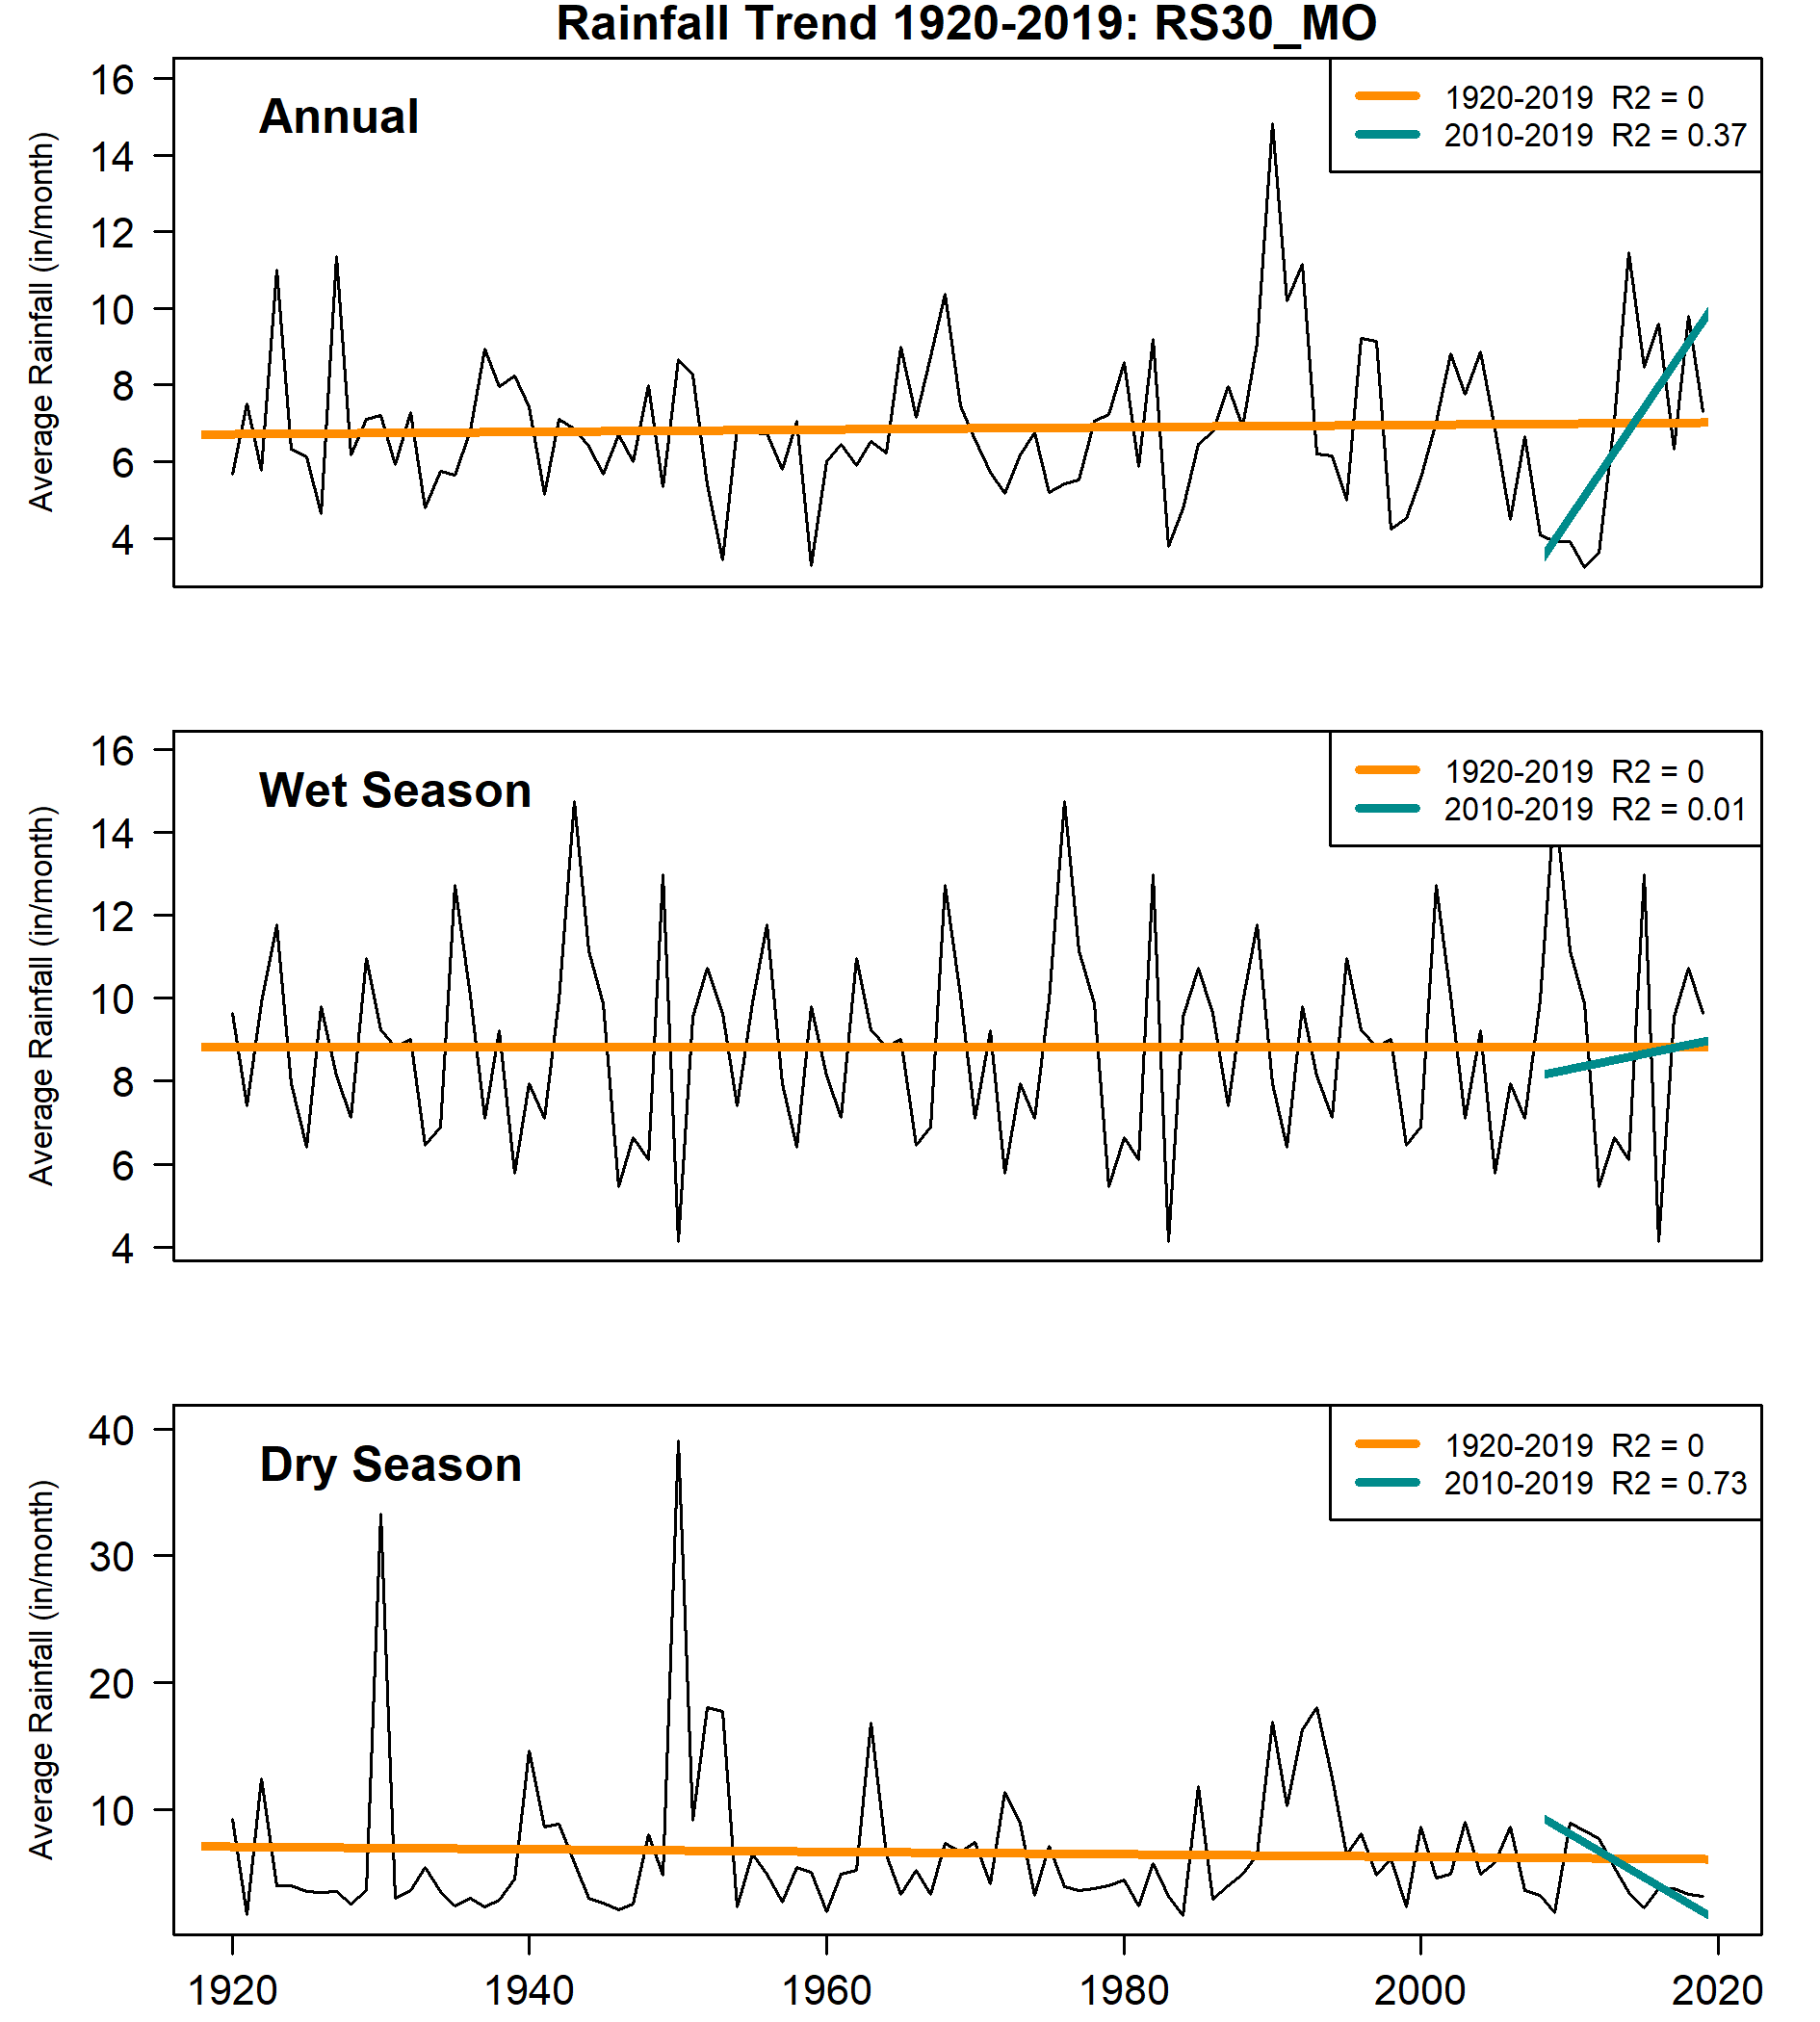 Rainfall Trend 1920-2019: RS30_MO
Annual
1920-2019 R2 = 0
2010-2019 R2 = 0.37
Average Rainfall (in/month)
16
14
12
10
8
6
4
Wet Season
1920-2019 R2 = 0
2010-2019 R2 = 0.01
Average Rainfall (in/month)
16
14
12
10
8
6
4
Dry Season
1920-2019 R2 = 0
2010-2019 R2 = 0.73
Average Rainfall (in/month)
40
30
20
10
1920 1940 1960 1980 2000 2020